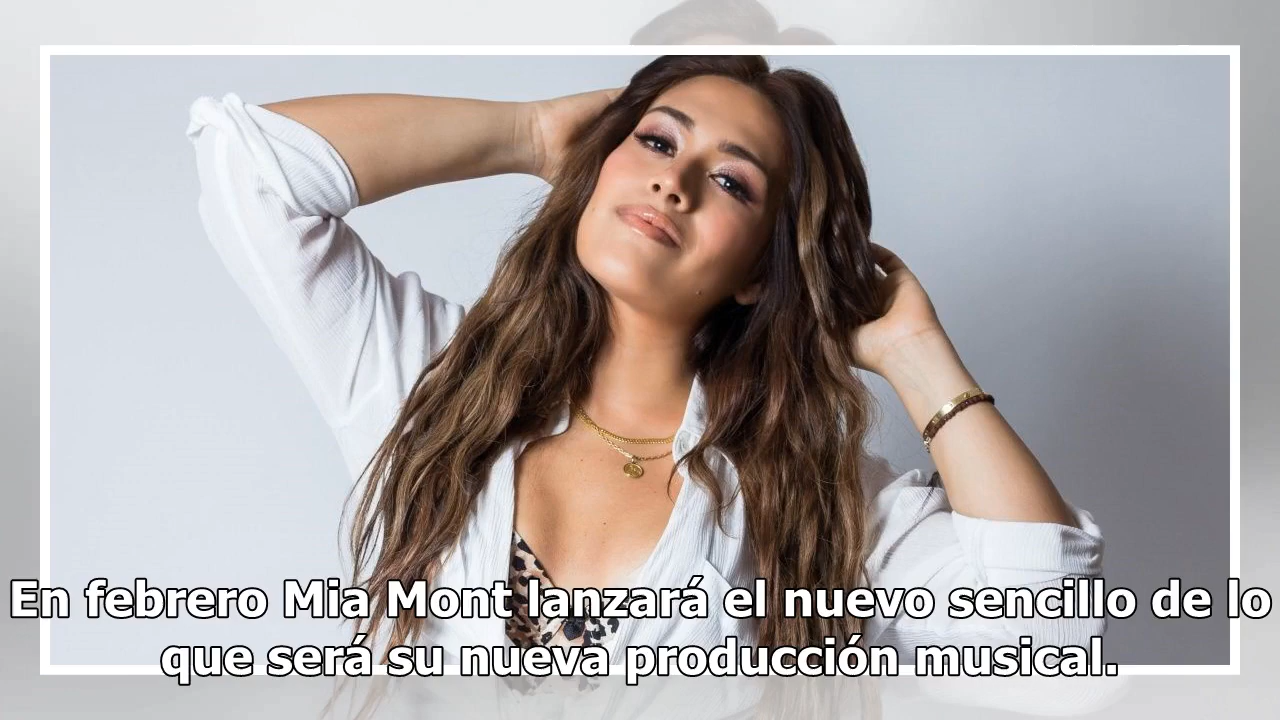 En febrero Mia Mont lanzará el nuevo sencillo de lo
que será su nueva producción musical.